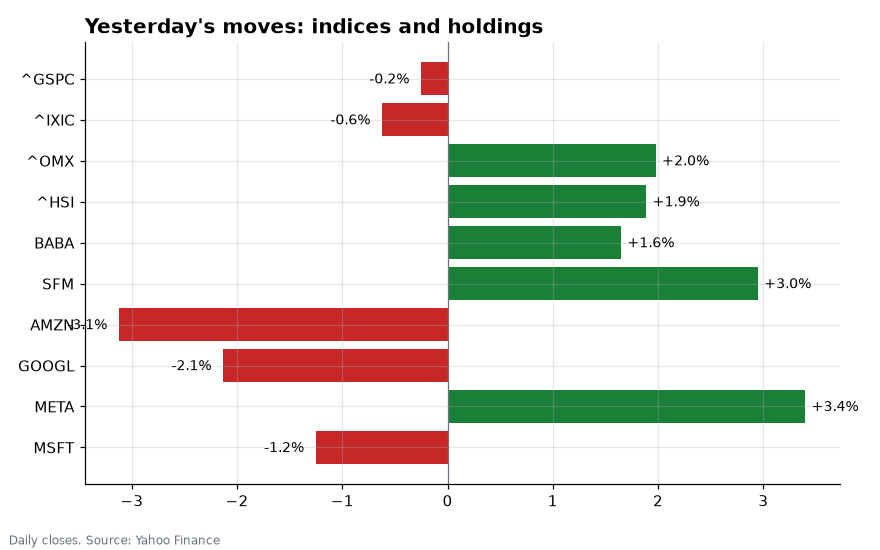 Yesterday's moves: indices and holdings
^GSPC -0.2%
^IXIC -0.6%
^OMX +2.0%
^HSI +1.9%
BABA +1.6%
SFM +3.0%
AMZN -3.1%
GOOGL -2.1%
META +3.4%
MSFT -1.2%
−3 −2 −1 0 1 2 3
Daily closes. Source: Yahoo Finance